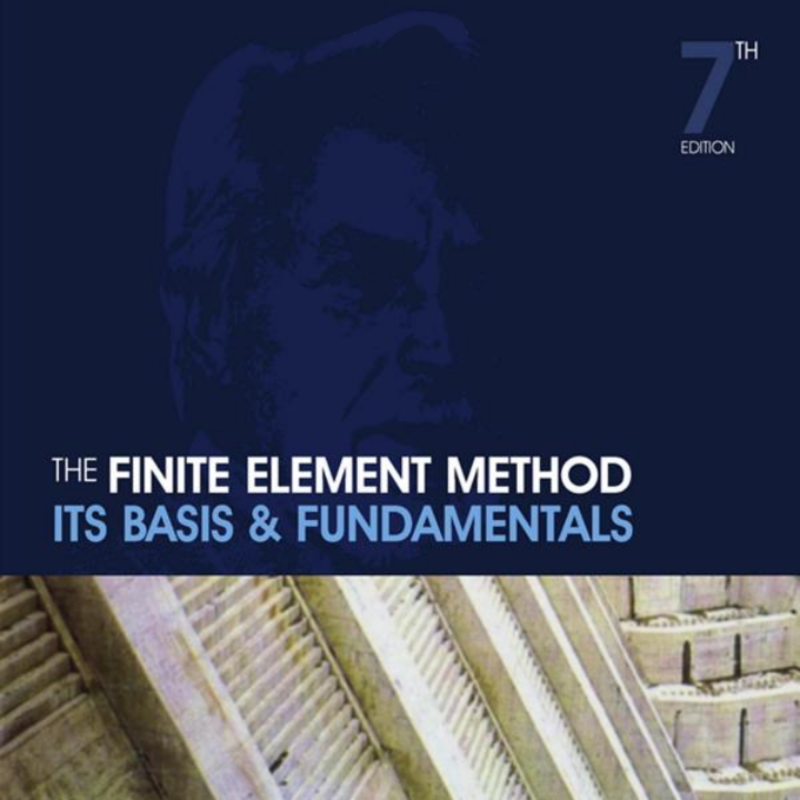 7TH
EDITION
THE FINITE ELEMENT METHOD
ITS BASIS & FUNDAMENTALS